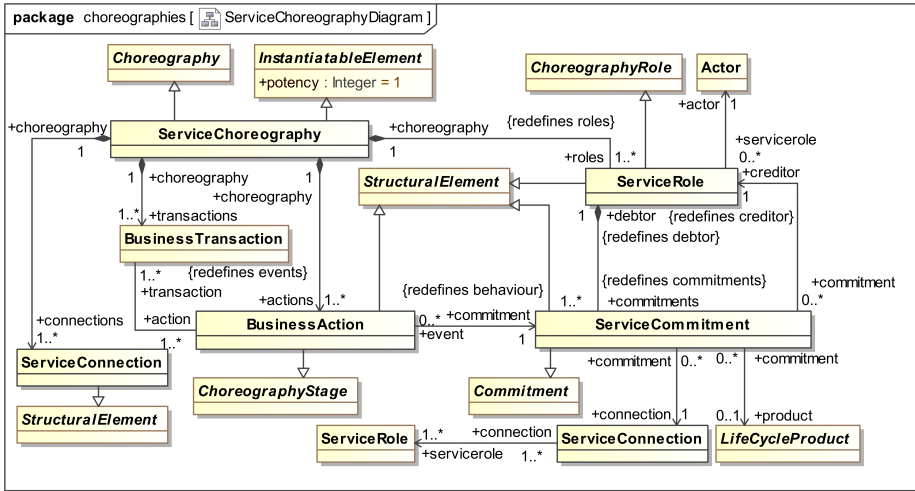 package choreographies [ ServiceChoreographyDiagram ]
Choreography
InstantiatableElement
+potency : Integer = 1
ChoreographyRole
Actor
+actor 1
+choreography
1
ServiceChoreography
+choreography
1
{redefines roles}
+roles 1..*
+servicerole
0..*
1
+choreography
1
+choreography
StructuralElement
ServiceRole
+creditor
1
{redefines creditor}
1
+debtor
{redefines debtor}
1..*
+transactions
BusinessTransaction
1..*
+transaction
{redefines events}
+actions 1..*
{redefines behaviour}
{redefines commitments}
1..*
+commitments
+commitment
0..*
+connections
1..*
+action
1..*
BusinessAction
0..*
+event
+commitment
1
ServiceCommitment
ServiceConnection
StructuralElement
ChoreographyStage
Commitment
+commitment 0..*
0..* +commitment
+connection 1
0..1 +product
ServiceRole
1..*
+servicerole
+connection
1..*
ServiceConnection
LifeCycleProduct